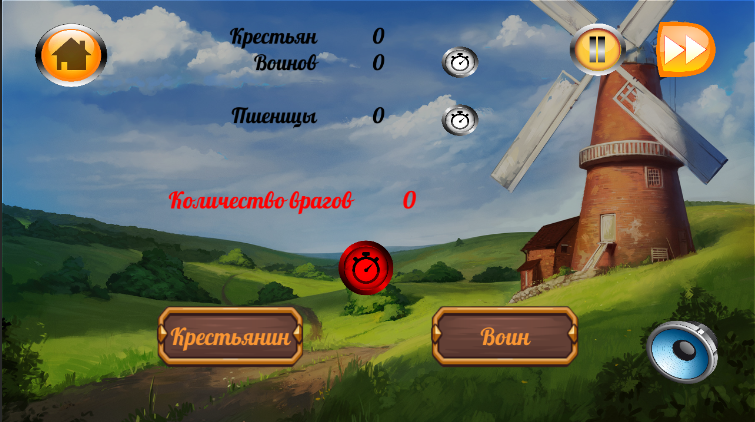 Крестьян 0
Воинов 0
Пшеницы 0
Количество врагов 0
Крестьянин Воин